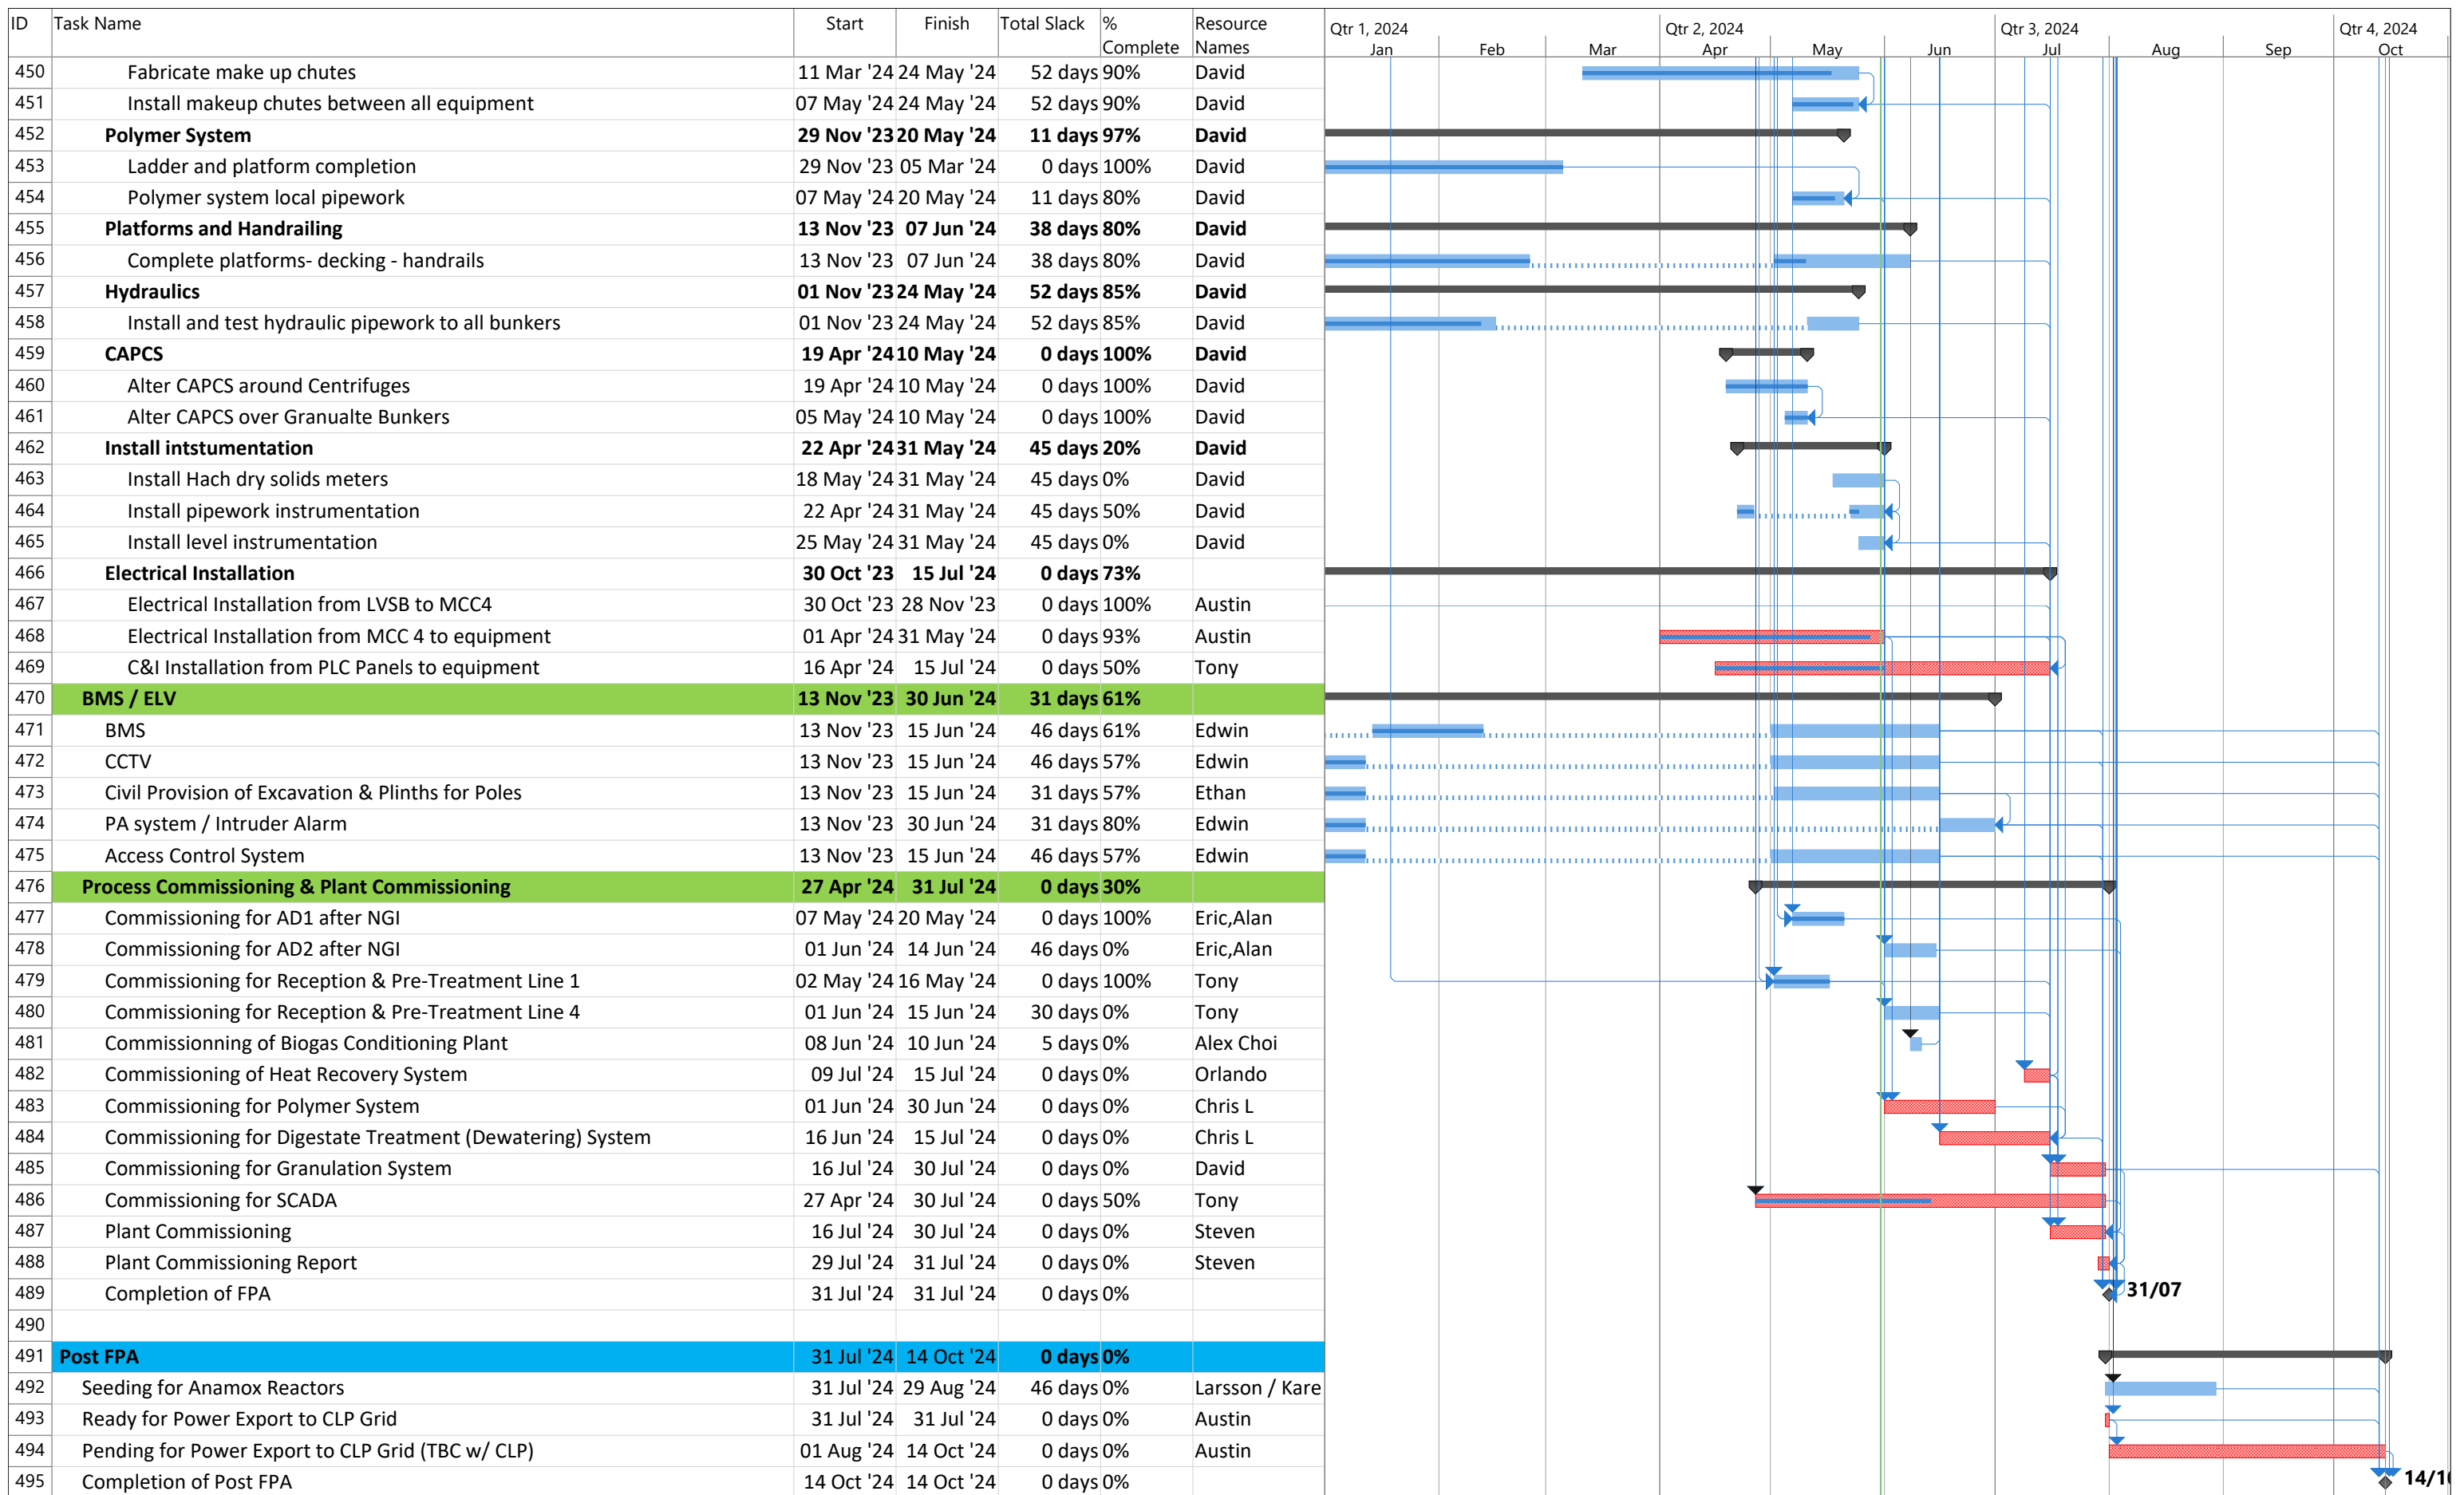 ID Task Name Start Finish Total Slack % Complete Resource Names
Qtr 1, 2024 Qtr 2, 2024 Qtr 3, 2024 Qtr 4, 2024
Jan Feb Mar Apr May Jun Jul Aug Sep Oct
450 Fabricate make up chutes 11 Mar '24 24 May '24 52 days 90% David
451 Install makeup chutes between all equipment 07 May '24 24 May '24 52 days 90% David
452 Polymer System 29 Nov '23 20 May '24 11 days 97% David
453 Ladder and platform completion 29 Nov '23 05 Mar '24 0 days 100% David
454 Polymer system local pipework 07 May '24 20 May '24 11 days 80% David
455 Platforms and Handrailing 13 Nov '23 07 Jun '24 38 days 80% David
456 Complete platforms- decking - handrails 13 Nov '23 07 Jun '24 38 days 80% David
457 Hydraulics 01 Nov '23 24 May '24 52 days 85% David
458 Install and test hydraulic pipework to all bunkers 01 Nov '23 24 May '24 52 days 85% David
459 CAPCS 19 Apr '24 10 May '24 0 days 100% David
460 Alter CAPCS around Centrifuges 19 Apr '24 10 May '24 0 days 100% David
461 Alter CAPCS over Granualte Bunkers 05 May '24 10 May '24 0 days 100% David
462 Install intstumentation 22 Apr '24 31 May '24 45 days 20% David
463 Install Hach dry solids meters 18 May '24 31 May '24 45 days 0% David
464 Install pipework instrumentation 22 Apr '24 31 May '24 45 days 50% David
465 Install level instrumentation 25 May '24 31 May '24 45 days 0% David
466 Electrical Installation 30 Oct '23 15 Jul '24 0 days 73%
467 Electrical Installation from LVSB to MCC4 30 Oct '23 28 Nov '23 0 days 100% Austin
468 Electrical Installation from MCC 4 to equipment 01 Apr '24 31 May '24 0 days 93% Austin
469 C&I Installation from PLC Panels to equipment 16 Apr '24 15 Jul '24 0 days 50% Tony
470 BMS / ELV 13 Nov '23 30 Jun '24 31 days 61%
471 BMS 13 Nov '23 15 Jun '24 46 days 61% Edwin
472 CCTV 13 Nov '23 15 Jun '24 46 days 57% Edwin
473 Civil Provision of Excavation & Plinths for Poles 13 Nov '23 15 Jun '24 31 days 57% Ethan
474 PA system / Intruder Alarm 13 Nov '23 30 Jun '24 31 days 80% Edwin
475 Access Control System 13 Nov '23 15 Jun '24 46 days 57% Edwin
476 Process Commissioning & Plant Commissioning 27 Apr '24 31 Jul '24 0 days 30%
477 Commissioning for AD1 after NGI 07 May '24 20 May '24 0 days 100% Eric,Alan
478 Commissioning for AD2 after NGI 01 Jun '24 14 Jun '24 46 days 0% Eric,Alan
479 Commissioning for Reception & Pre-Treatment Line 1 02 May '24 16 May '24 0 days 100% Tony
480 Commissioning for Reception & Pre-Treatment Line 4 01 Jun '24 15 Jun '24 30 days 0% Tony
481 Commissionning of Biogas Conditioning Plant 08 Jun '24 10 Jun '24 5 days 0% Alex Choi
482 Commissioning of Heat Recovery System 09 Jul '24 15 Jul '24 0 days 0% Orlando
483 Commissioning for Polymer System 01 Jun '24 30 Jun '24 0 days 0% Chris L
484 Commissioning for Digestate Treatment (Dewatering) System 16 Jun '24 15 Jul '24 0 days 0% Chris L
485 Commissioning for Granulation System 16 Jul '24 30 Jul '24 0 days 0% David
486 Commissioning for SCADA 27 Apr '24 30 Jul '24 0 days 50% Tony
487 Plant Commissioning 16 Jul '24 30 Jul '24 0 days 0% Steven
488 Plant Commissioning Report 29 Jul '24 31 Jul '24 0 days 0% Steven
489 Completion of FPA 31 Jul '24 31 Jul '24 0 days 0% 31/07
490
491 Post FPA 31 Jul '24 14 Oct '24 0 days 0%
492 Seeding for Anamox Reactors 31 Jul '24 29 Aug '24 46 days 0% Larsson / Kare
493 Ready for Power Export to CLP Grid 31 Jul '24 31 Jul '24 0 days 0% Austin
494 Pending for Power Export to CLP Grid (TBC w/ CLP) 01 Aug '24 14 Oct '24 0 days 0% Austin
495 Completion of Post FPA 14 Oct '24 14 Oct '24 0 days 0% 14/1